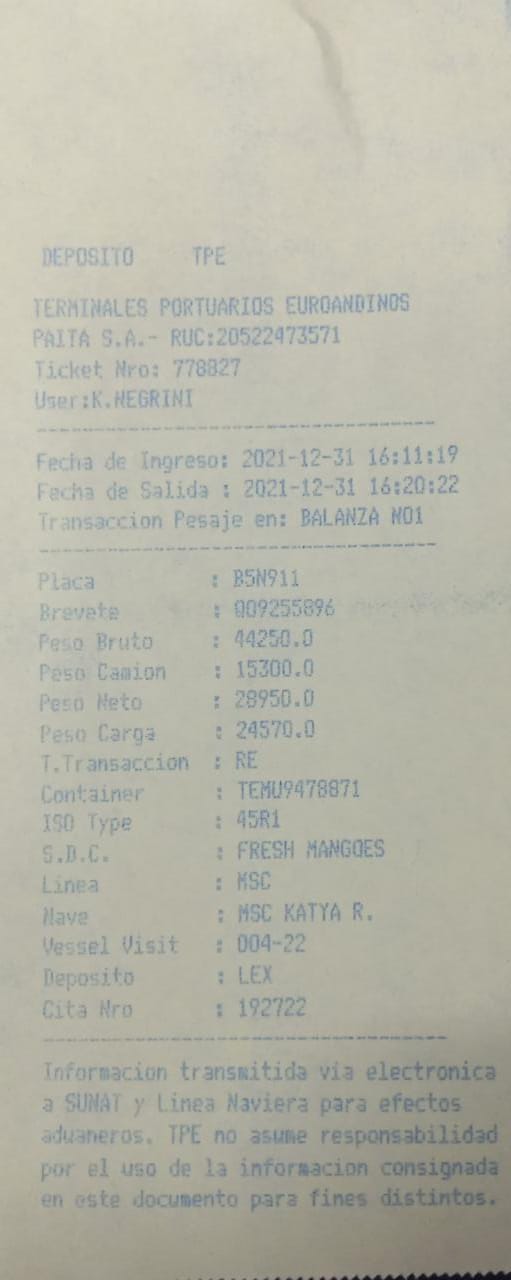 DEPOSITO TPE
TERMINALES PORTUARIOS EUROANDINOS
PAITA S.A.- RUC:20522473571
Ticket Nro: 778827
User:K.NEGRINI
Fecha de Ingreso: 2021-12-31 16:11:19
Fecha de Salida : 2021-12-31 16:20:22
Transaccion Pesaje en: BALANZA NO1
Placa : B5N911
Brevete : Q09255896
Peso Bruto : 44250.0
Peso Camion : 15300.0
Peso Neto : 28950.0
Peso Carga : 24570.0
T.Transaccion : RE
Container : TEMU9478871
ISO Type : 45R1
S.D.C. : FRESH MANGOES
Linea : MSC
Nave : MSC KATYA R.
Vessel Visit : 004-22
Deposito : LEX
Cita Nro : 192722
Informacion transmitida via electronica
a SUNAT y Linea Naviera para efectos
aduaneros. TPE no asume responsabilidad
por el uso de la informacion consignada
en este documento para fines distintos.